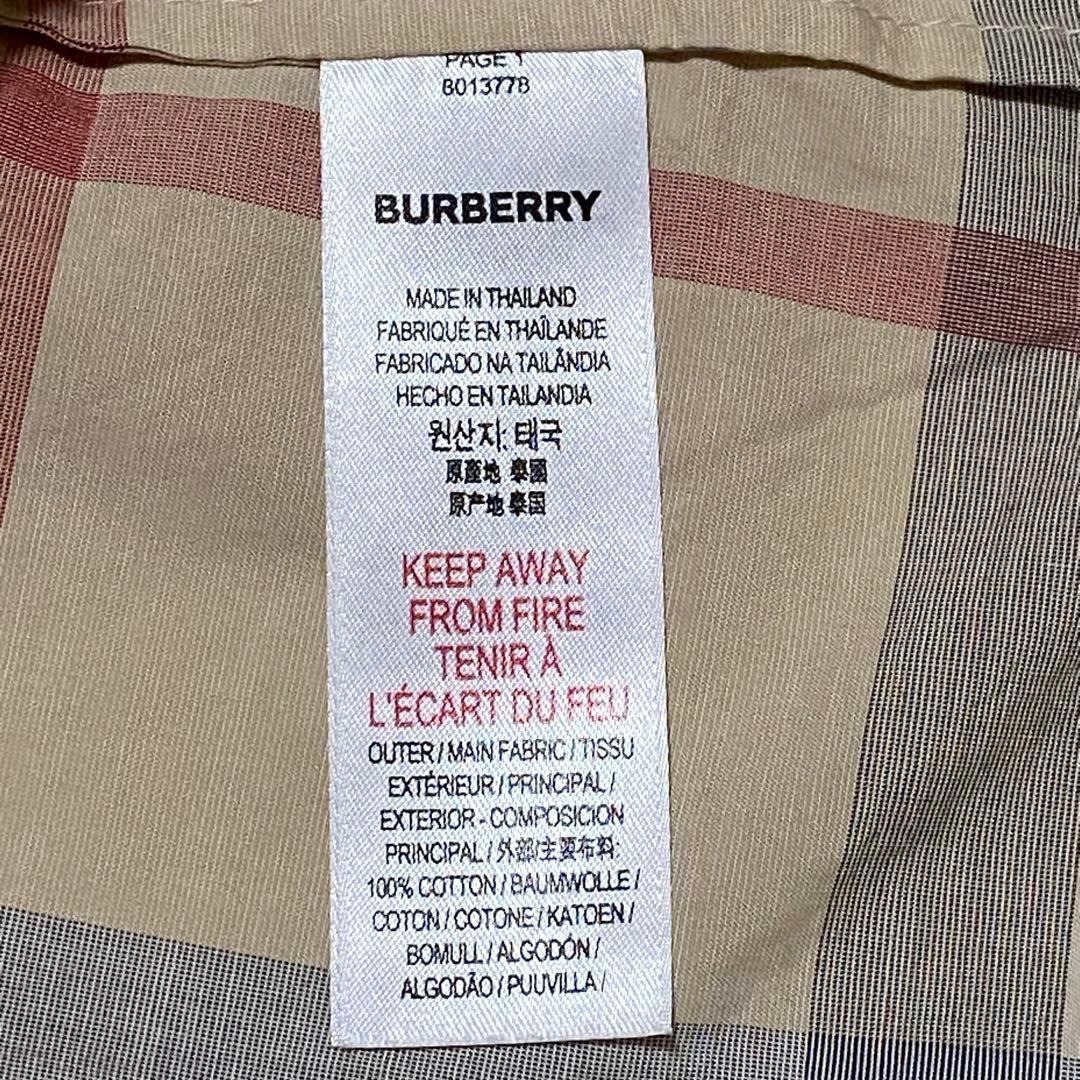 PAGE 1
8013778
BURBERRY
MADE IN THAILAND
FABRIQUÉ EN THAÏLANDE
FABRICADO NA TAILÂNDIA
HECHO EN TAILANDIA
원산지: 태국
原產地 泰國
原产地 泰国
KEEP AWAY
FROM FIRE
TENIR À
L'ÉCART DU FEU
OUTER / MAIN FABRIC / TISSU
EXTÉRIEUR / PRINCIPAL /
EXTERIOR - COMPOSICION
PRINCIPAL / 外部/主要布料:
100% COTTON / BAUMWOLLE /
COTON / COTONE / KATOEN /
BOMULL / ALGODÓN /
ALGODÃO / PUUVILLA /